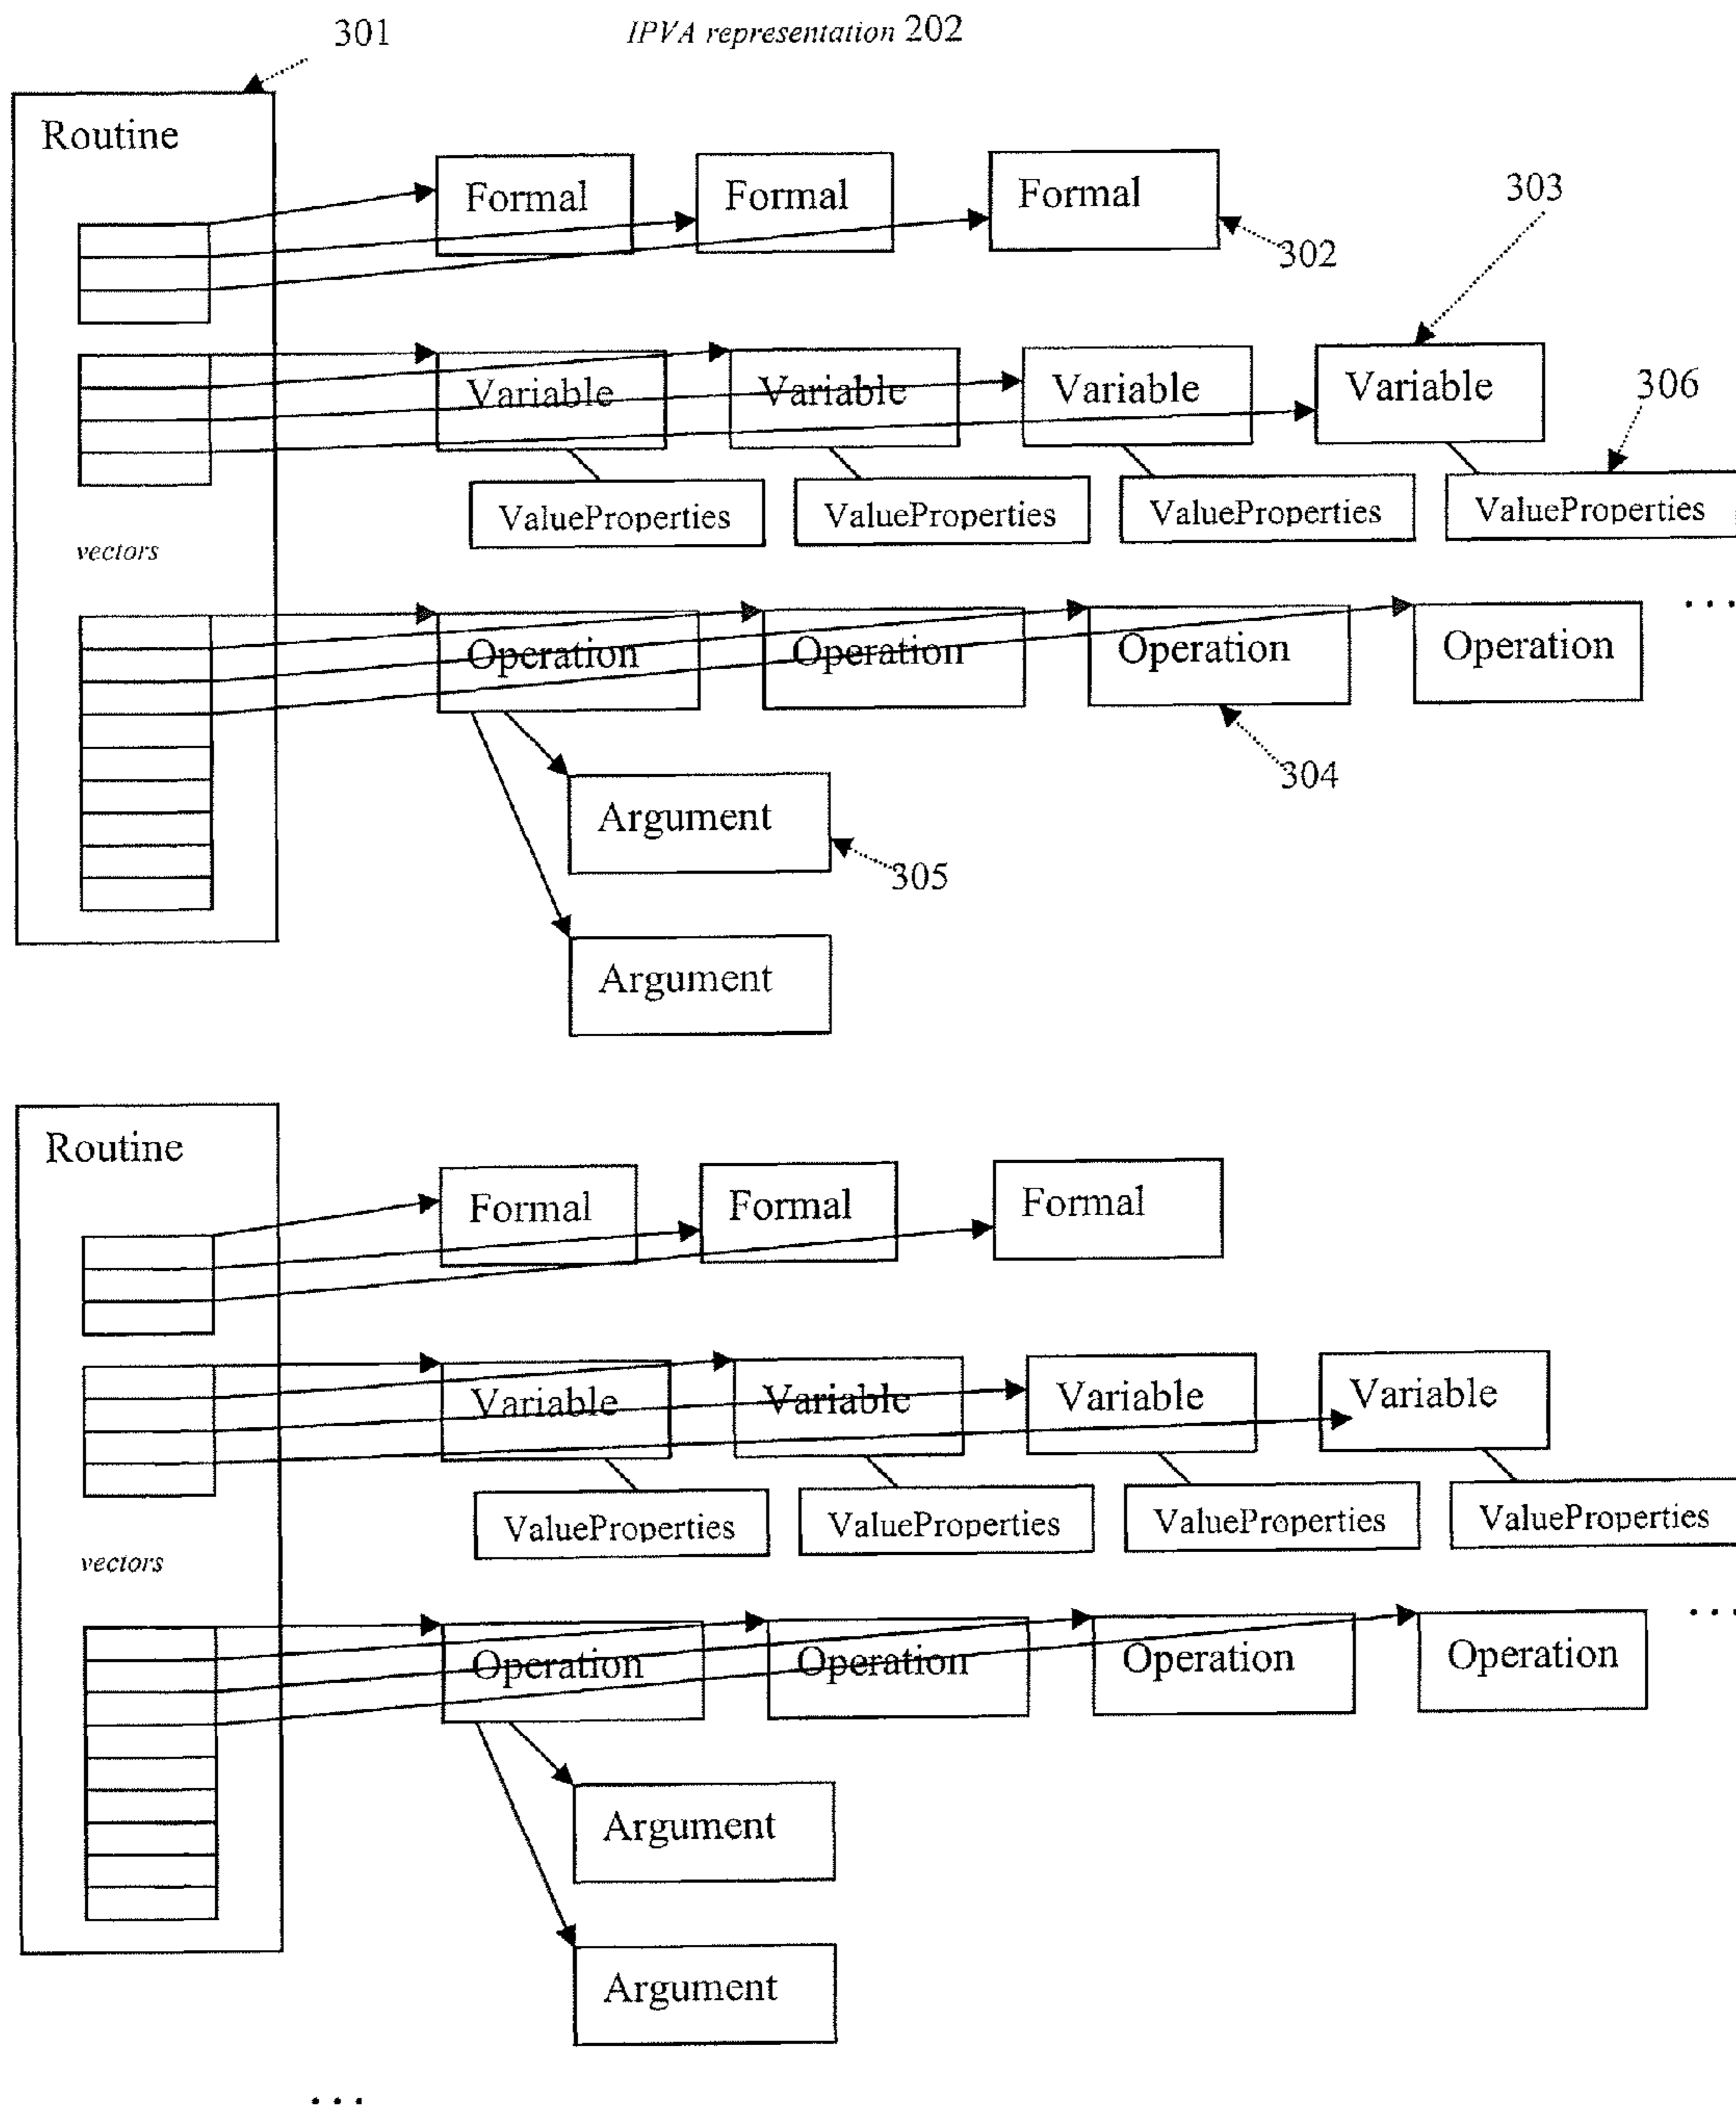 301
IPVA representation 202
Routine
Formal Formal Formal
303
302
Variable Variable Variable Variable
306
ValueProperties ValueProperties ValueProperties ValueProperties
vectors
Operation Operation Operation Operation ...
304
Argument
305
Argument
Routine
Formal Formal Formal
Variable Variable Variable Variable
ValueProperties ValueProperties ValueProperties ValueProperties
vectors
Operation Operation Operation Operation ...
Argument
Argument
...